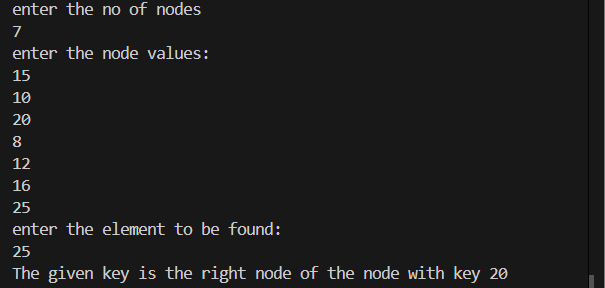 enter the no of nodes
7
enter the node values:
15
10
20
8
12
16
25
enter the element to be found:
25
The given key is the right node of the node with key 20